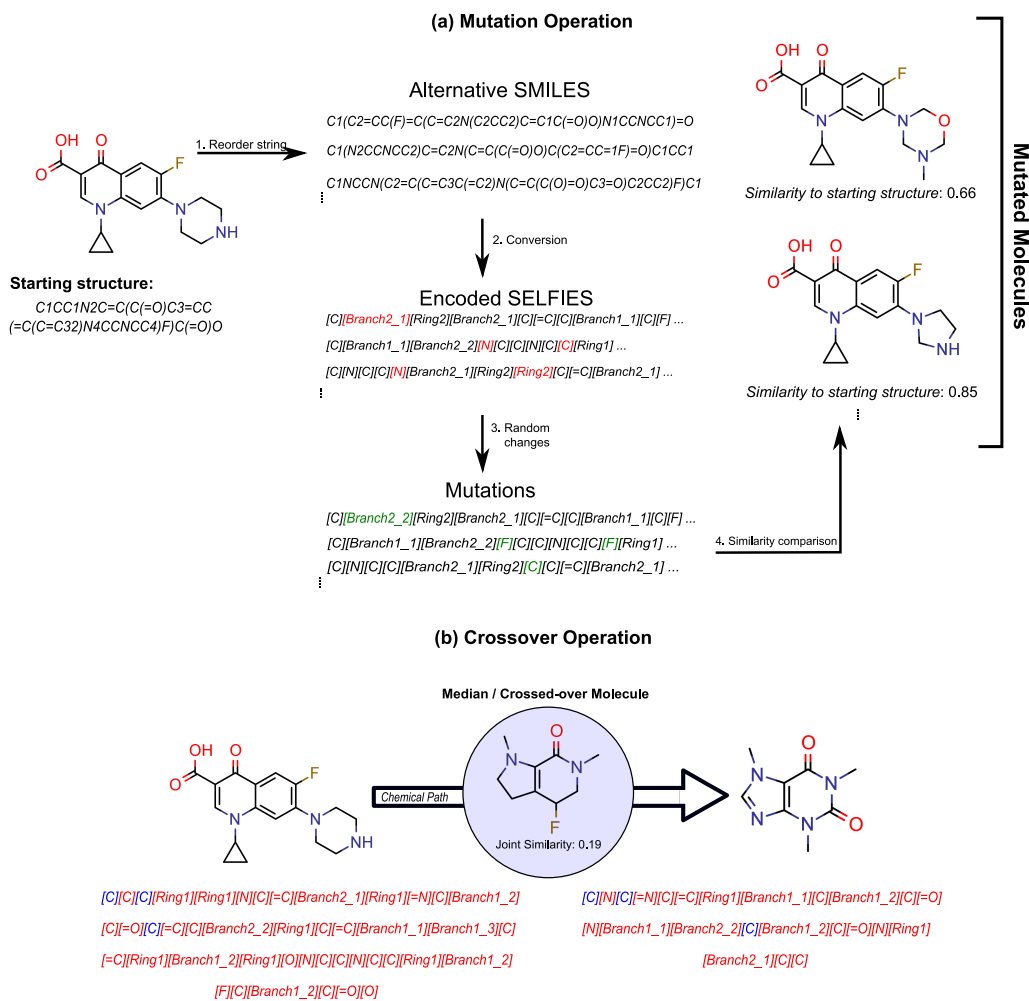 (a) Mutation Operation
Alternative SMILES
C1(C2=CC(F)=C(C=C2N(C2CC2)C=C1C(=O)O)N1CCNCC1)=O
1. Reorder string
C1(N2CCNCC2)C=C2N(C=C(C(=O)O)C(C2=CC=1F)=O)C1CC1
C1NCCN(C2=C(C=C3C(=C2)N(C=C(C(O)=O)C3=O)C2CC2)F)C1
OH
O
O
F
N
N
NH
Starting structure:
C1CC1N2C=C(C(=O)C3=CC
(=C(C=C32)N4CCNCC4)F)C(=O)O
2. Conversion
Encoded SELFIES
[C][Branch2_1][Ring2][Branch2_1][C][=C][C][Branch1_1][C][F] ...
[C][Branch1_1][Branch2_2][N][C][C][N][C][C][Ring1] ...
[C][N][C][C][N][Branch2_1][Ring2][Ring2][C][=C][Branch2_1] ...
3. Random
changes
Mutations
[C][Branch2_2][Ring2][Branch2_1][C][=C][C][Branch1_1][C][F] ...
[C][Branch1_1][Branch2_2][F][C][C][N][C][C][F][Ring1] ...
[C][N][C][C][Branch2_1][Ring2][C][C][=C][Branch2_1] ...
4. Similarity comparison
OH
O
O
F
N
N
O
N
Similarity to starting structure: 0.66
OH
O
O
F
N
N
NH
Similarity to starting structure: 0.85
Mutated Molecules
(b) Crossover Operation
Median / Crossed-over Molecule
OH
O
O
F
N
N
NH
Chemical Path
O
N
N
F
Joint Similarity: 0.19
O
N
N
N
O
N
[C][C][C][Ring1][Ring1][N][C][=C][Branch2_1][Ring1][=N][C][Branch1_2]
[C][=O][C][=C][C][Branch2_2][Ring1][C][=C][Branch1_1][Branch1_3][C]
[=C][Ring1][Branch1_2][Ring1][O][N][C][C][N][C][C][Ring1][Branch1_2]
[F][C][Branch1_2][C][=O][O]
[C][N][C][=N][C][=C][Ring1][Branch1_1][C][Branch1_2][C][=O]
[N][Branch1_1][Branch2_2][C][Branch1_2][C][=O][N][Ring1]
[Branch2_1][C][C]